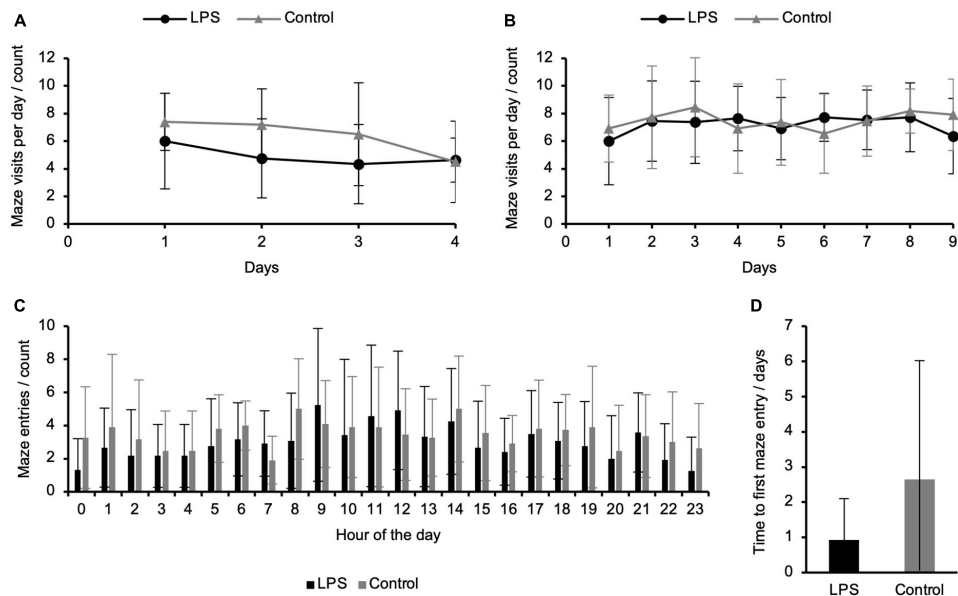 A
LPS Control
Maze visits per day / count
12
10
8
6
4
2
0
0 1 2 3 4
Days
B
LPS Control
Maze visits per day / count
12
10
8
6
4
2
0
0 1 2 3 4 5 6 7 8 9
Days
C
Maze entries / count
10
8
6
4
2
0
0 1 2 3 4 5 6 7 8 9 10 11 12 13 14 15 16 17 18 19 20 21 22 23
Hour of the day
LPS Control
D
Time to first maze entry / days
7
6
5
4
3
2
1
0
LPS Control